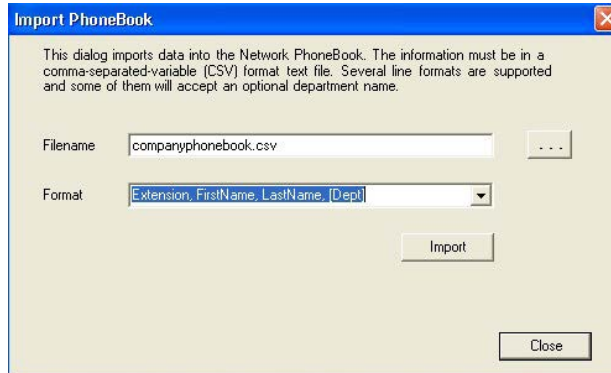 Import PhoneBook
This dialog imports data into the Network PhoneBook. The information must be in a
comma-separated-variable (CSV) format text file. Several line formats are supported
and some of them will accept an optional department name.
Filename companyphonebook.csv ...
Format Extension, FirstName, LastName, [Dept]
Import
Close